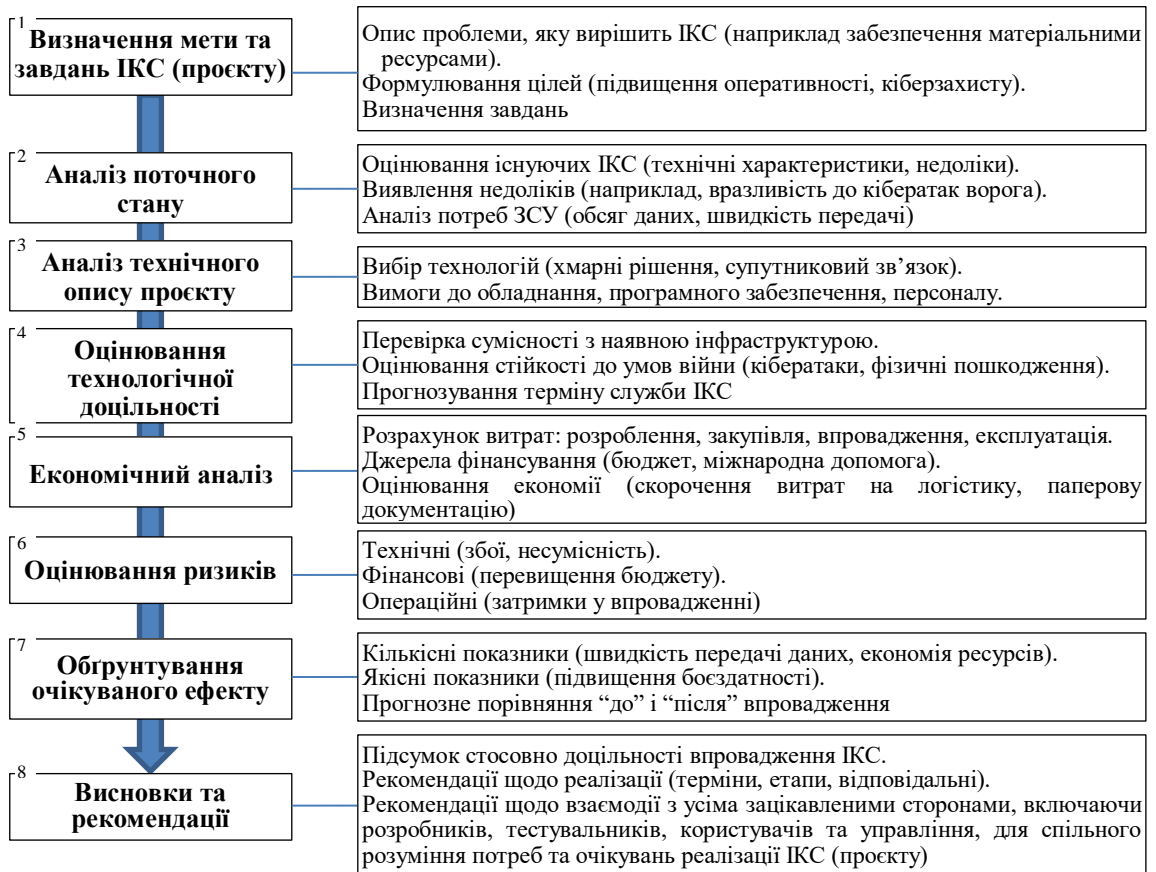 1
Визначення мети та
завдань ІКС (проєкту)
Опис проблеми, яку вирішить ІКС (наприклад забезпечення матеріальними
ресурсами).
Формулювання цілей (підвищення оперативності, кіберзахисту).
Визначення завдань
2
Аналіз поточного
стану
Оцінювання існуючих ІКС (технічні характеристики, недоліки).
Виявлення недоліків (наприклад, вразливість до кібератак ворога).
Аналіз потреб ЗСУ (обсяг даних, швидкість передачі)
3
Аналіз технічного
опису проєкту
Вибір технологій (хмарні рішення, супутниковий зв’язок).
Вимоги до обладнання, програмного забезпечення, персоналу.
4
Оцінювання
технологічної
доцільності
Перевірка сумісності з наявною інфраструктурою.
Оцінювання стійкості до умов війни (кібератаки, фізичні пошкодження).
Прогнозування терміну служби ІКС
5
Економічний аналіз
Розрахунок витрат: розроблення, закупівля, впровадження, експлуатація.
Джерела фінансування (бюджет, міжнародна допомога).
Оцінювання економії (скорочення витрат на логістику, паперову
документацію)
6
Оцінювання ризиків
Технічні (збої, несумісність).
Фінансові (перевищення бюджету).
Операційні (затримки у впровадженні)
7
Обґрунтування
очікуваного ефекту
Кількісні показники (швидкість передачі даних, економія ресурсів).
Якісні показники (підвищення боєздатності).
Прогнозне порівняння “до” і “після” впровадження
8
Висновки та
рекомендації
Підсумок стосовно доцільності впровадження ІКС.
Рекомендації щодо реалізації (терміни, етапи, відповідальні).
Рекомендації щодо взаємодії з усіма зацікавленими сторонами, включаючи
розробників, тестувальників, користувачів та управління, для спільного
розуміння потреб та очікувань реалізації ІКС (проєкту)